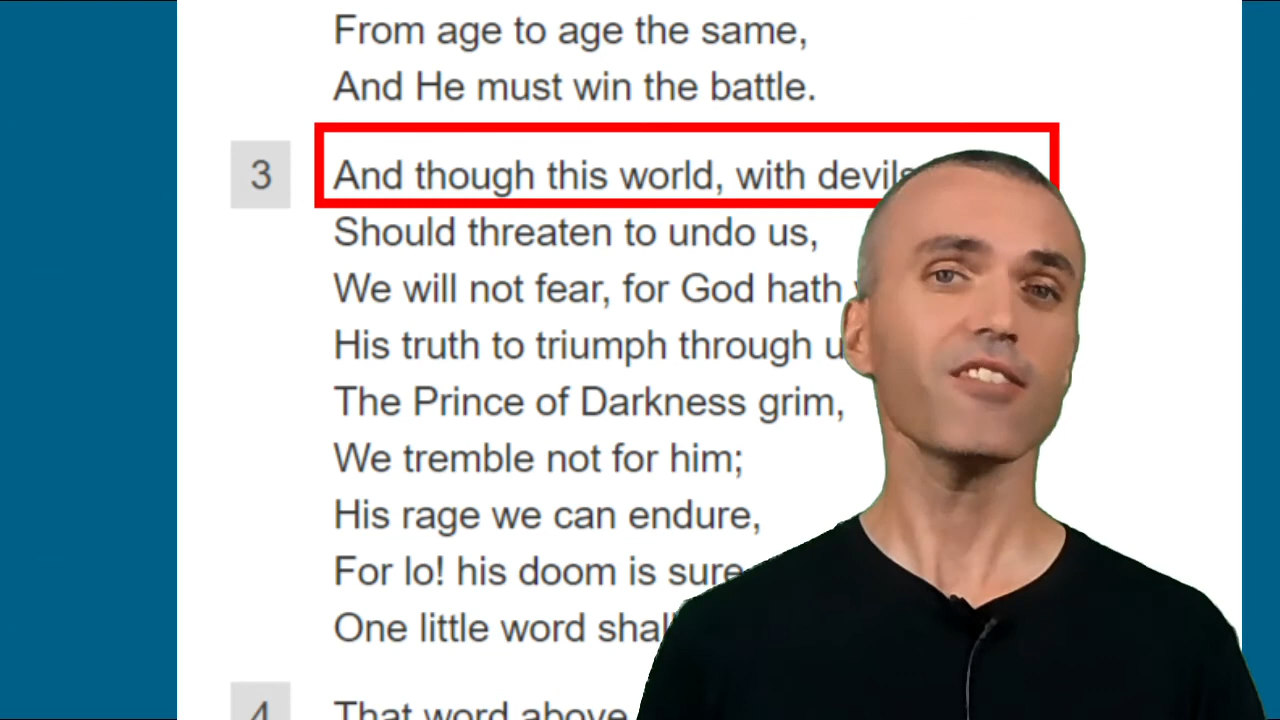 From age to age the same,
And He must win the battle.
3
And though this world, with devils
Should threaten to undo us,
We will not fear, for God hath
His truth to triumph through
The Prince of Darkness grim,
We tremble not for him;
His rage we can endure,
For lo! his doom is sure
One little word shall
4
That word above